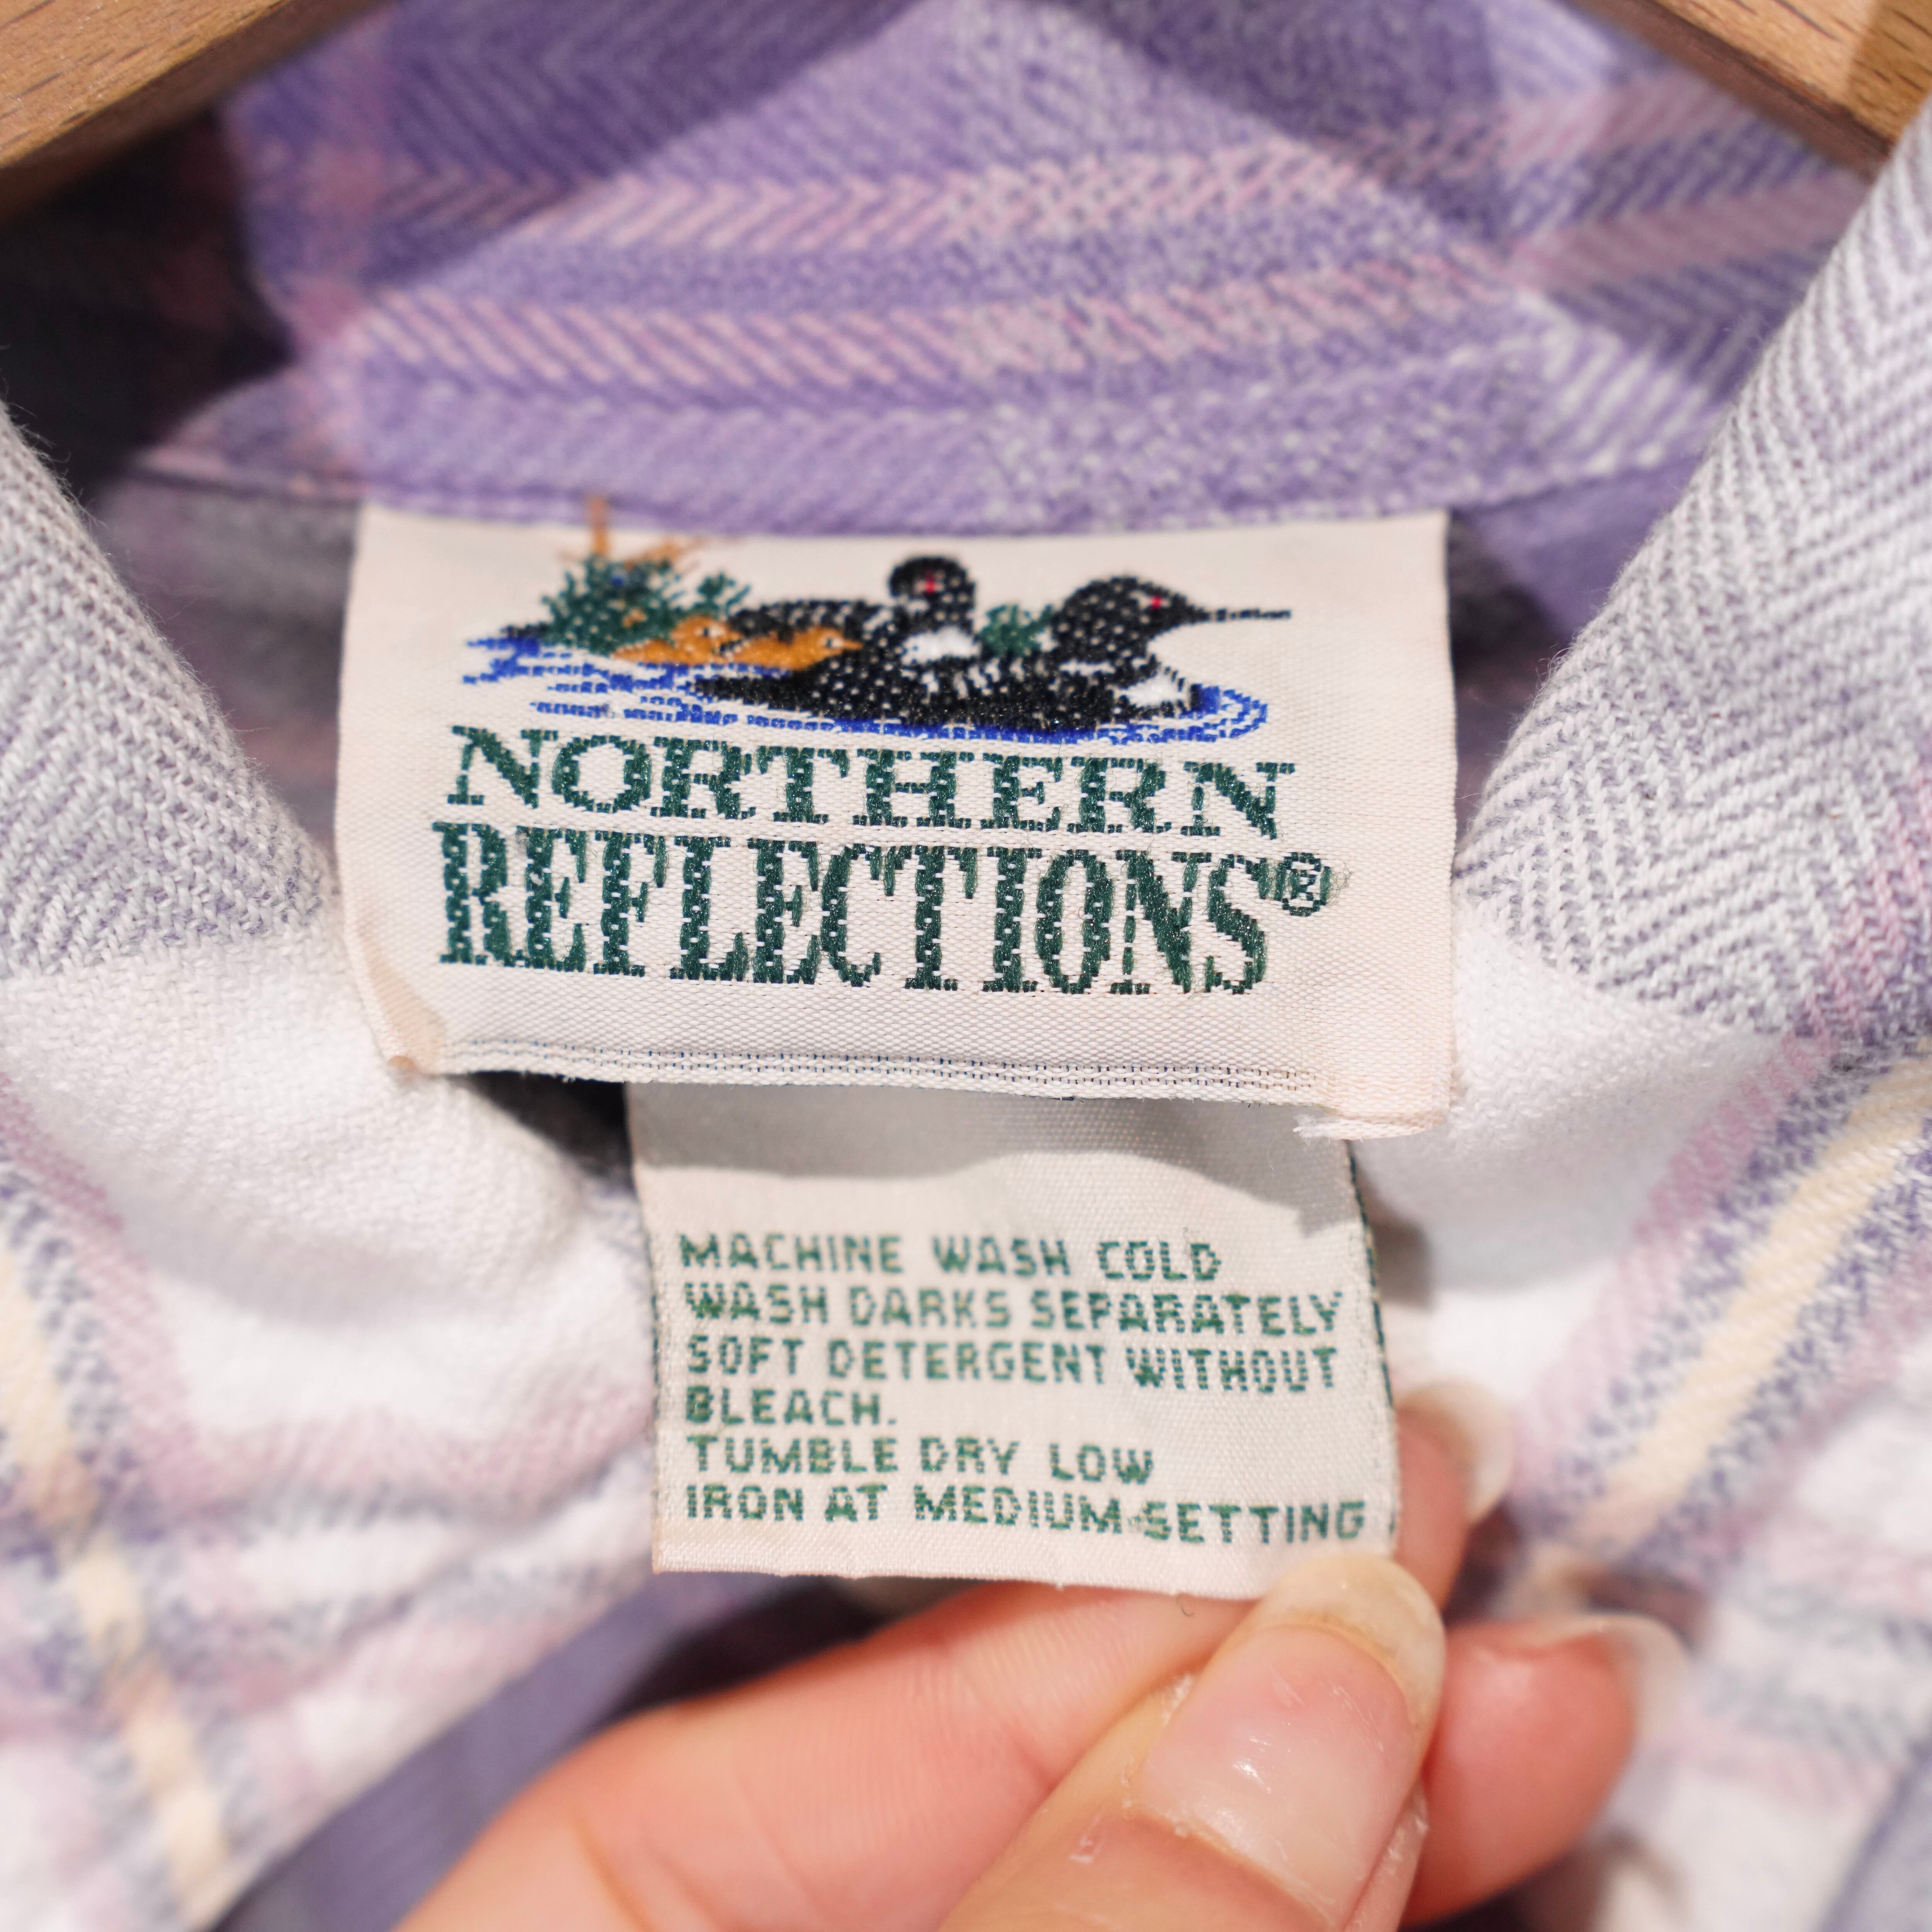 NORTHERN
REFLECTIONS®
MACHINE WASH COLD
WASH DARKS SEPARATELY
SOFT DETERGENT WITHOUT
BLEACH.
TUMBLE DRY LOW
IRON AT MEDIUM SETTING